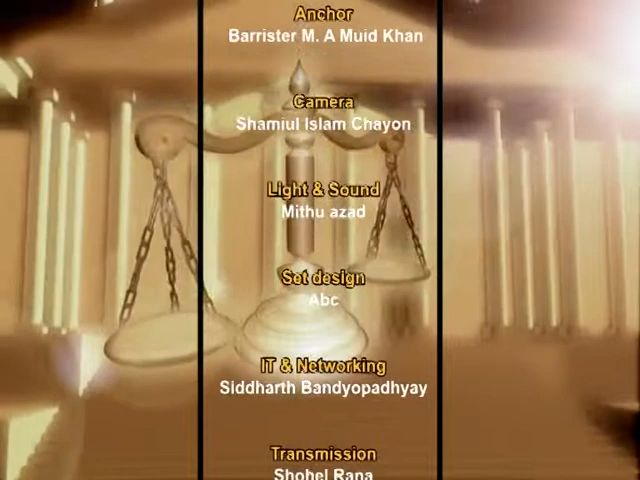 Anchor
Barrister M. A Muid Khan
Camera
Shamiul Islam Chayon
Light & Sound
Mithu azad
Set design
Abc
IT & Networking
Siddharth Bandyopadhyay
Transmission
Shohel Rana